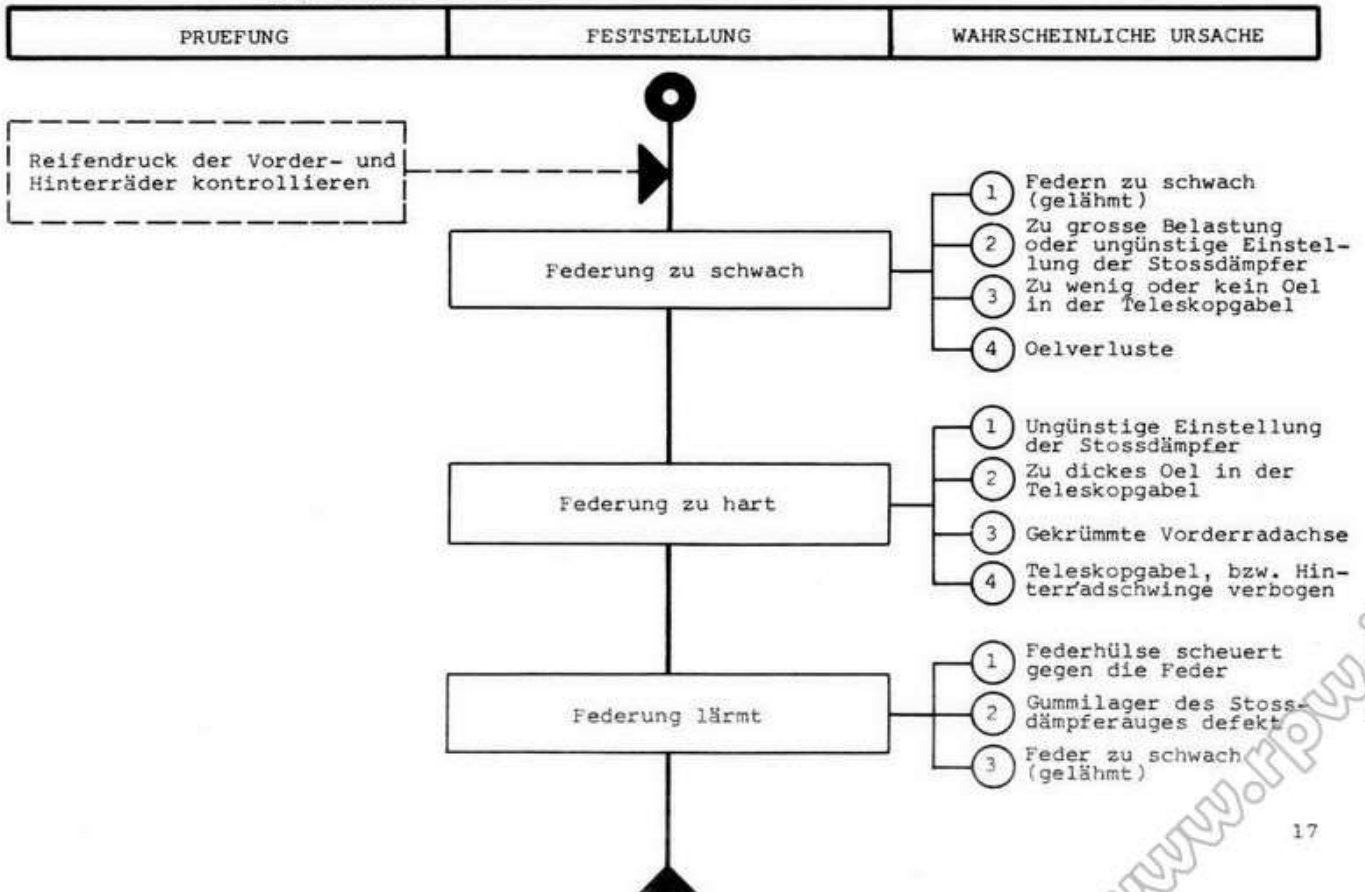 PRUEFUNG
FESTSTELLUNG
WAHRSCHEINLICHE URSACHE
Reifendruck der Vorder- und
Hinterräder kontrollieren
Federung zu schwach
1 Federn zu schwach
(gelähmt)
2 Zu grosse Belastung
oder ungünstige Einstel-
lung der Stossdämpfer
3 Zu wenig oder kein Oel
in der Teleskopgabel
4 Oelverluste
Federung zu hart
1 Ungünstige Einstellung
der Stossdämpfer
2 Zu dickes Oel in der
Teleskopgabel
3 Gekrümmte Vorderradachse
4 Teleskopgabel, bzw. Hin-
terradschwinge verbogen
Federung lärmt
1 Federhülse scheuert
gegen die Feder
2 Gummilager des Stoss-
dämpferauges defekt
3 Feder zu schwach
(gelähmt)
17
www.rpw.